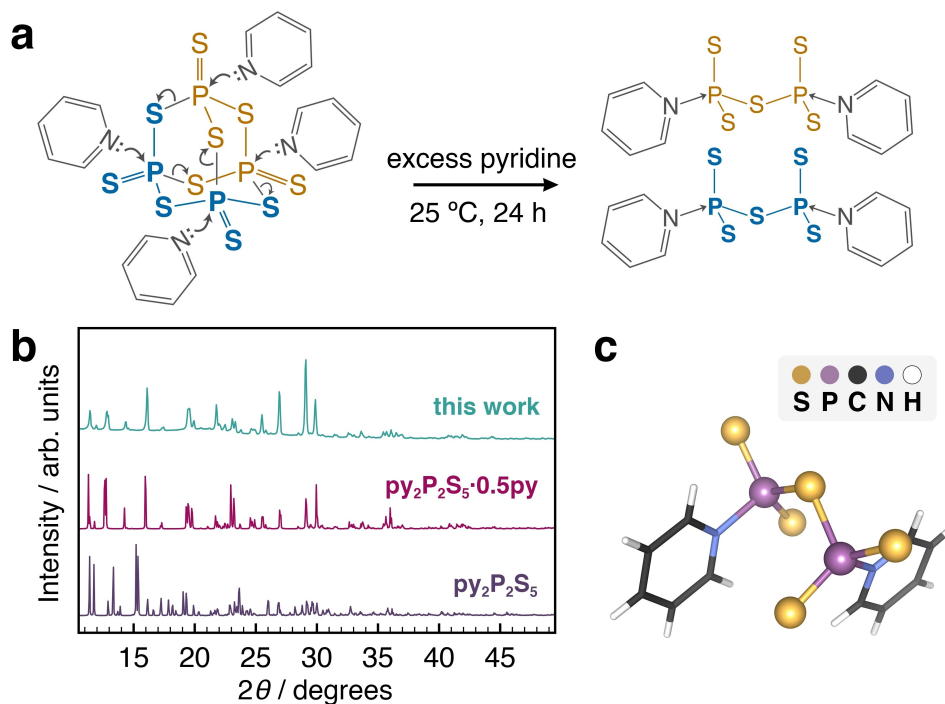 a
S
N:
P
S
S
S
N:
:N
P
P
S
S
S
P
S
S
N:
S
excess pyridine
25 ºC, 24 h
S
S
N
P
S
P
N
S
S
S
S
N
P
S
P
N
S
S
b
Intensity / arb. units
this work
py₂P₂S₅·0.5py
py₂P₂S₅
15 20 25 30 35 40 45
2θ / degrees
c
S P C N H